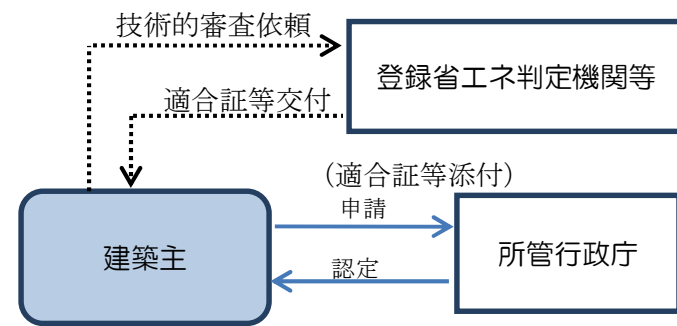 技術的審査依頼
登録省エネ判定機関等
適合証等交付
(適合証等添付)
申請
建築主
所管行政庁
認定